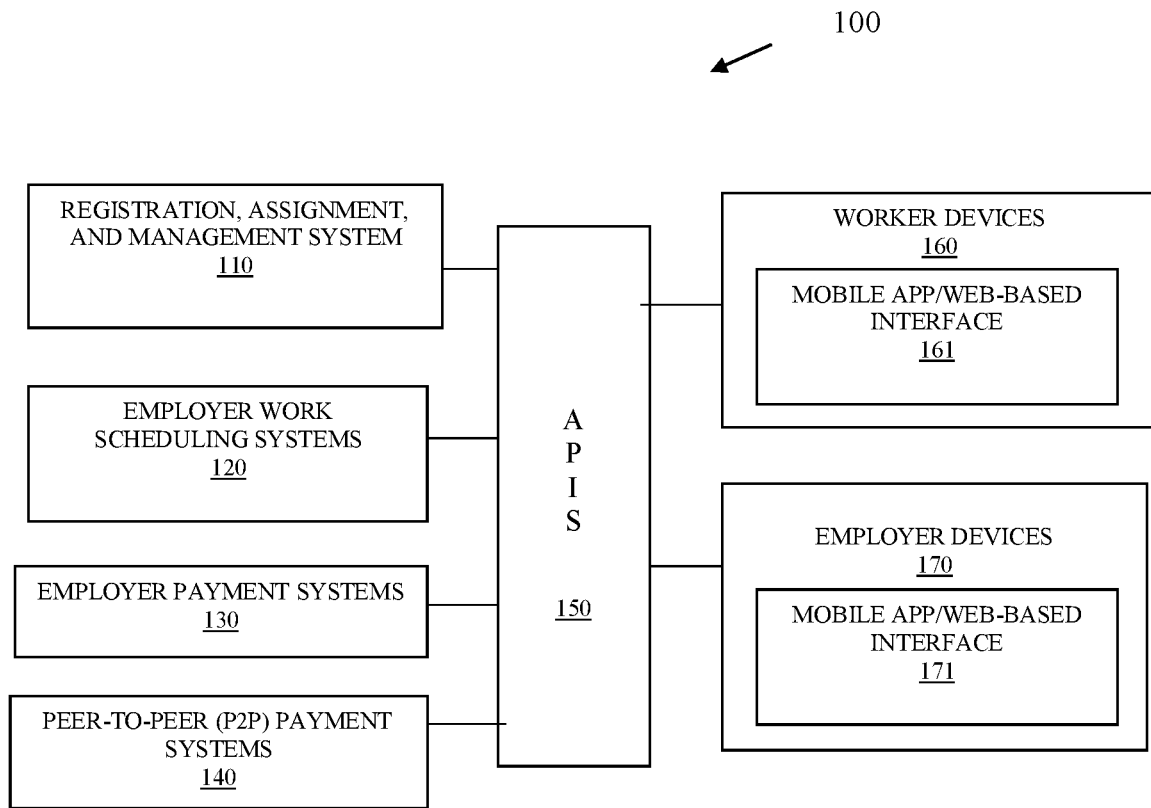 100
REGISTRATION, ASSIGNMENT,
AND MANAGEMENT SYSTEM
110
EMPLOYER WORK
SCHEDULING SYSTEMS
120
EMPLOYER PAYMENT SYSTEMS
130
PEER-TO-PEER (P2P) PAYMENT
SYSTEMS
140
A
P
I
S
150
WORKER DEVICES
160
MOBILE APP/WEB-BASED
INTERFACE
161
EMPLOYER DEVICES
170
MOBILE APP/WEB-BASED
INTERFACE
171